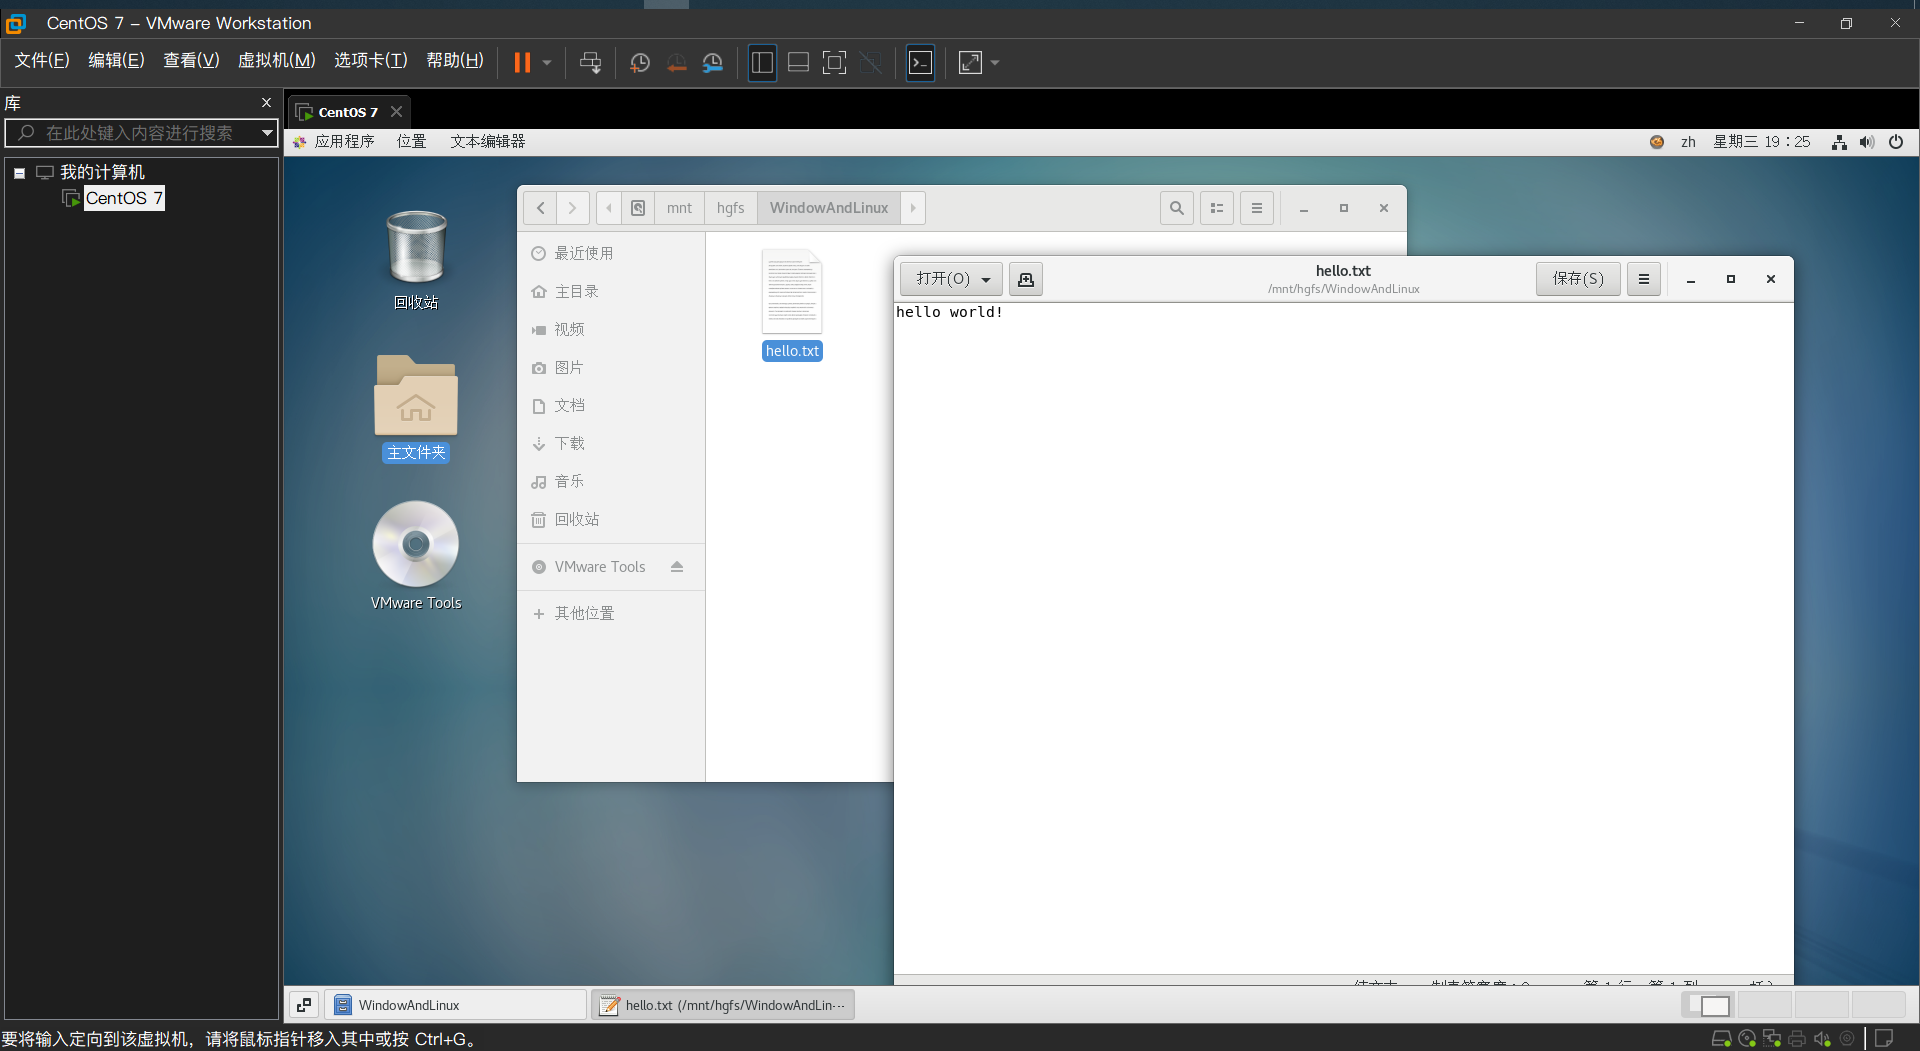 CentOS 7 – VMware Workstation
文件(F) 编辑(E) 查看(V) 虚拟机(M) 选项卡(T) 帮助(H)
库
在此处键入内容进行搜索
我的计算机
CentOS 7
CentOS 7
应用程序 位置 文本编辑器 zh 星期三 19：25
回收站
主文件夹
VMware Tools
mnt hgfs WindowAndLinux
最近使用
主目录
视频
图片
文档
下载
音乐
回收站
VMware Tools
其他位置
hello.txt
打开(O) hello.txt 保存(S)
/mnt/hgfs/WindowAndLinux
hello world!
WindowAndLinux hello.txt (/mnt/hgfs/WindowAndLin···
要将输入定向到该虚拟机，请将鼠标指针移入其中或按 Ctrl+G。